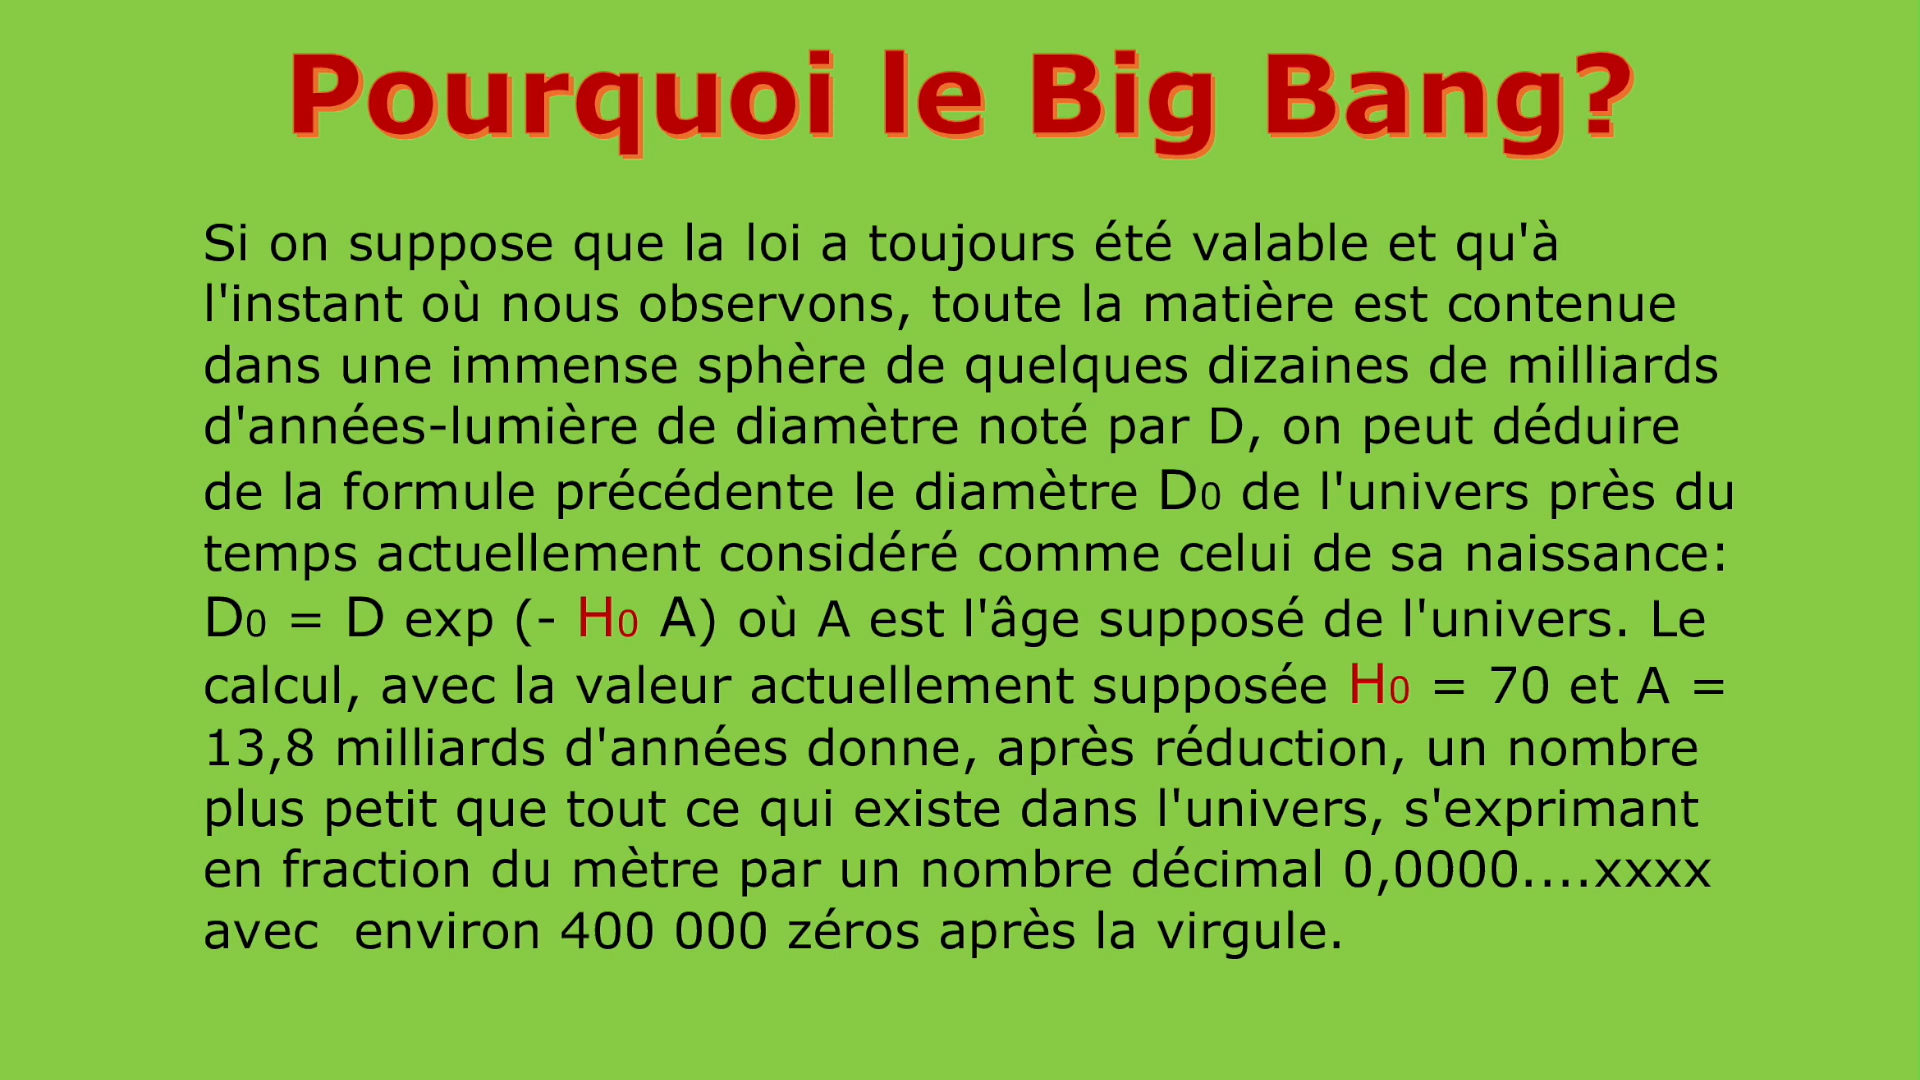 Pourquoi le Big Bang?
Si on suppose que la loi a toujours été valable et qu'à
l'instant où nous observons, toute la matière est contenue
dans une immense sphère de quelques dizaines de milliards
d'années-lumière de diamètre noté par D, on peut déduire
de la formule précédente le diamètre D0 de l'univers près du
temps actuellement considéré comme celui de sa naissance:
D0 = D exp (- H0 A) où A est l'âge supposé de l'univers. Le
calcul, avec la valeur actuellement supposée H0 = 70 et A =
13,8 milliards d'années donne, après réduction, un nombre
plus petit que tout ce qui existe dans l'univers, s'exprimant
en fraction du mètre par un nombre décimal 0,0000....xxxx
avec  environ 400 000 zéros après la virgule.